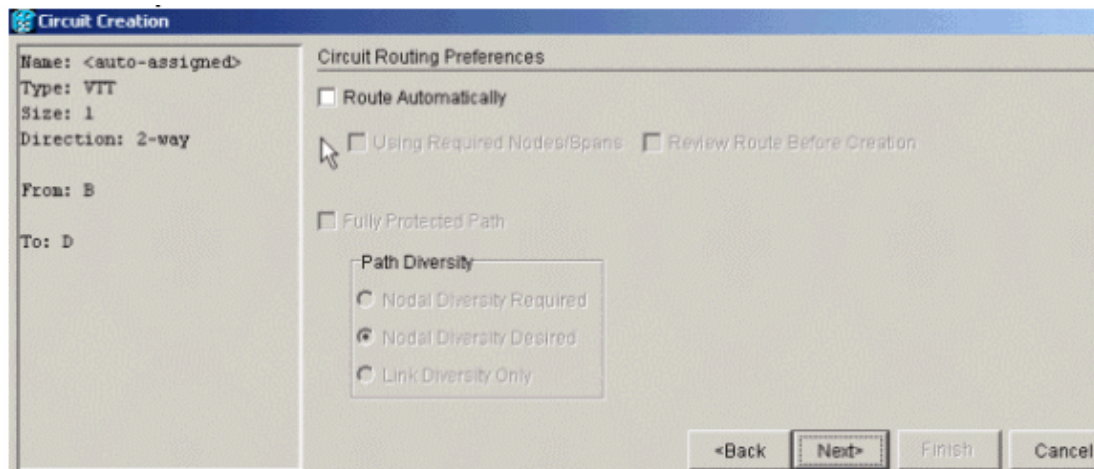 Circuit Creation
Name: <auto-assigned>
Type: VTT
Size: 1
Direction: 2-way
From: B
To: D
Circuit Routing Preferences
Route Automatically
Using Required Nodes/Spans Review Route Before Creation
Fully Protected Path
Path Diversity
Nodal Diversity Required
Nodal Diversity Desired
Link Diversity Only
<Back Next> Finish Cancel